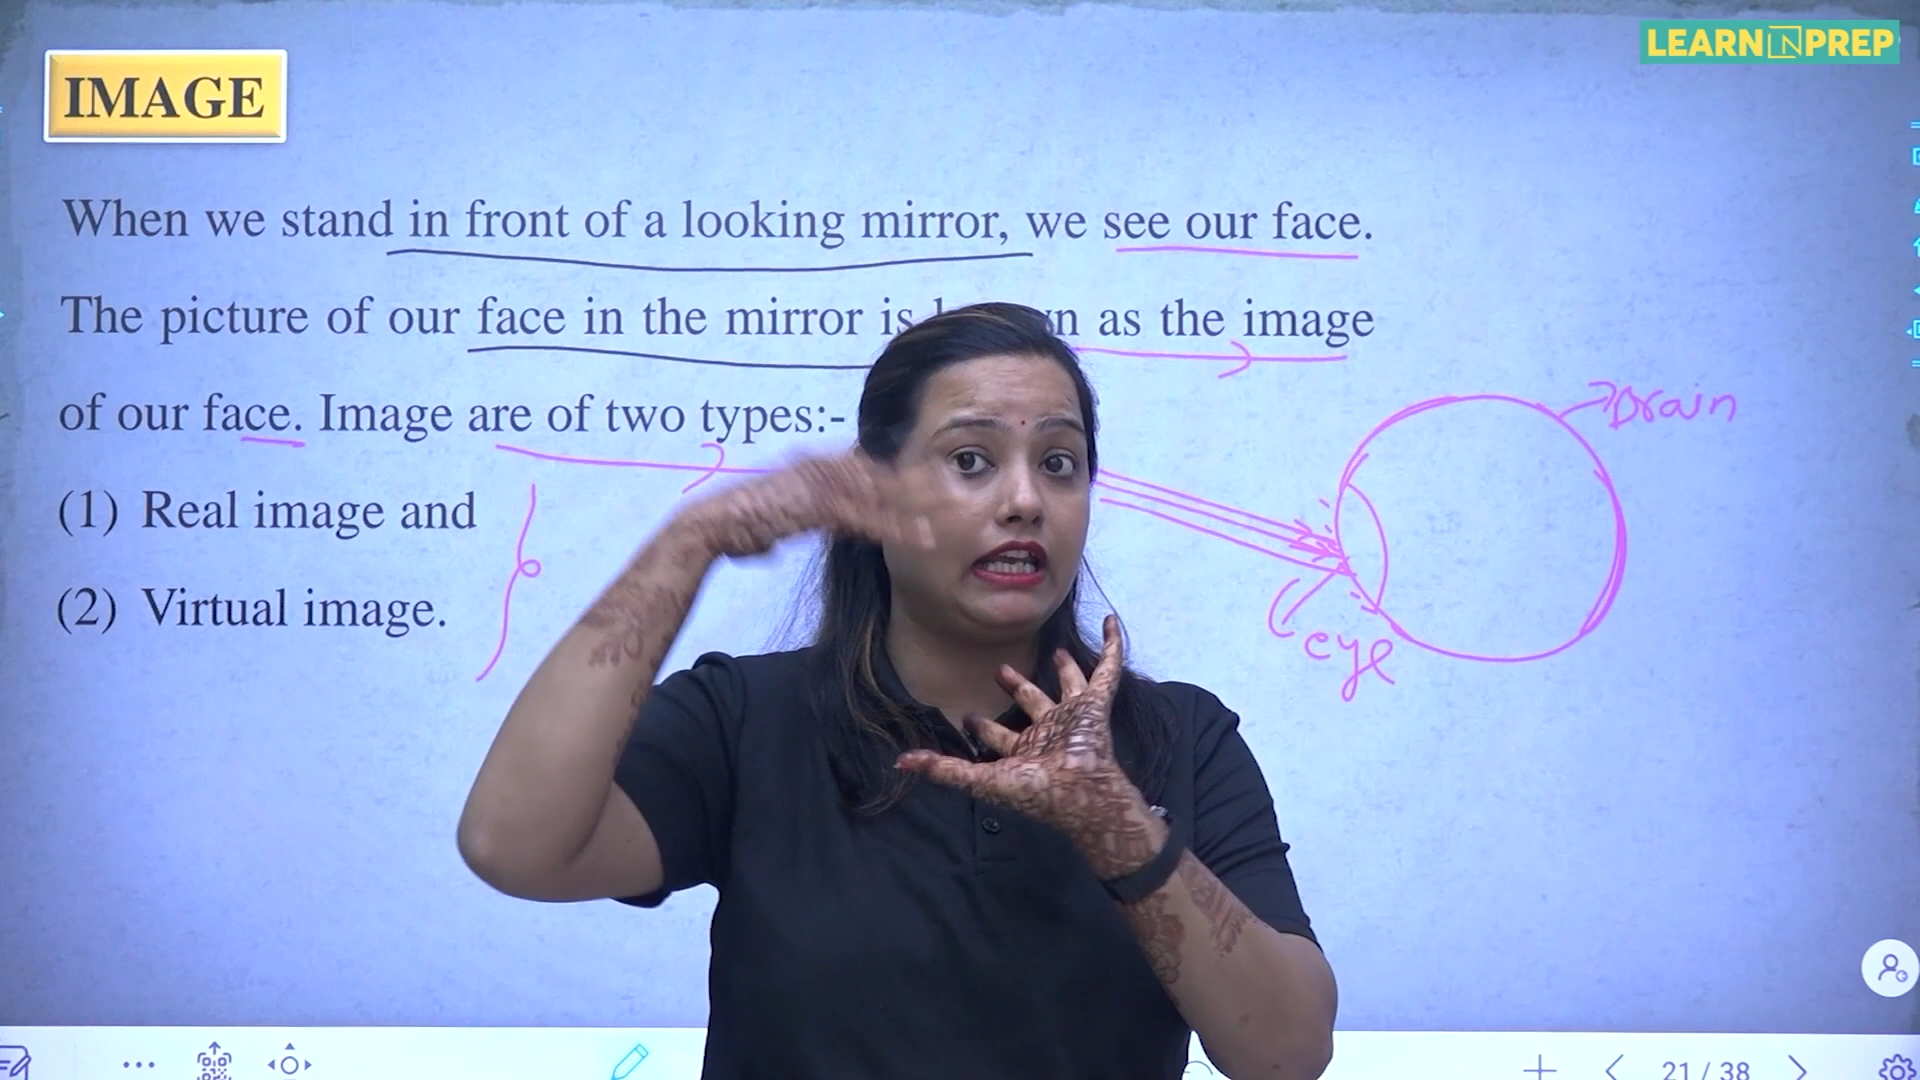 LEARN N PREP
IMAGE
When we stand in front of a looking mirror, we see our face.
The picture of our face in the mirror is as the image
of our face. Image are of two types:-
(1) Real image and
(2) Virtual image.
Brain
eye
21 / 38